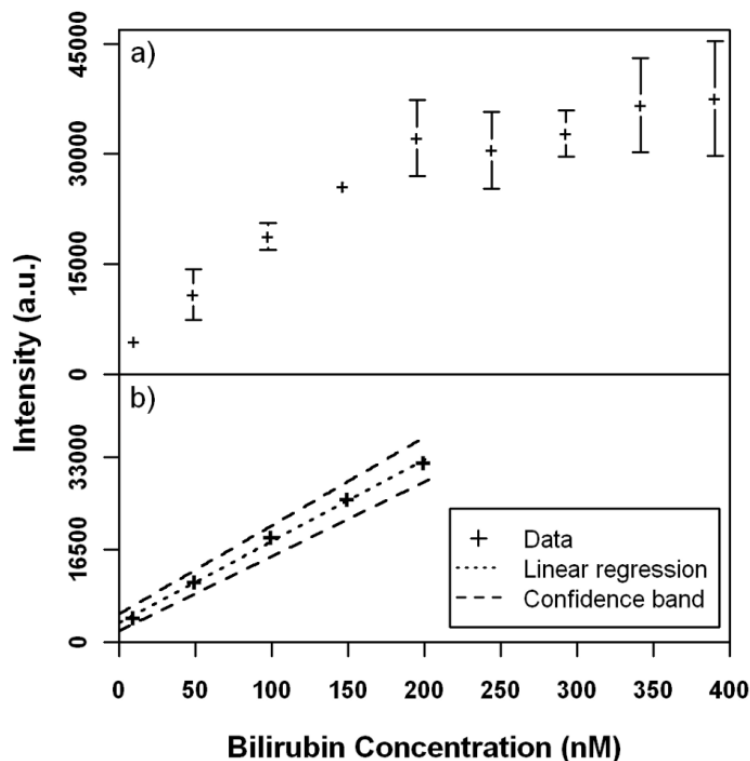 a)
45000
30000
15000
0
Intensity (a.u.)
b)
33000
16500
0
Data
Linear regression
Confidence band
0 50 100 150 200 250 300 350 400
Bilirubin Concentration (nM)